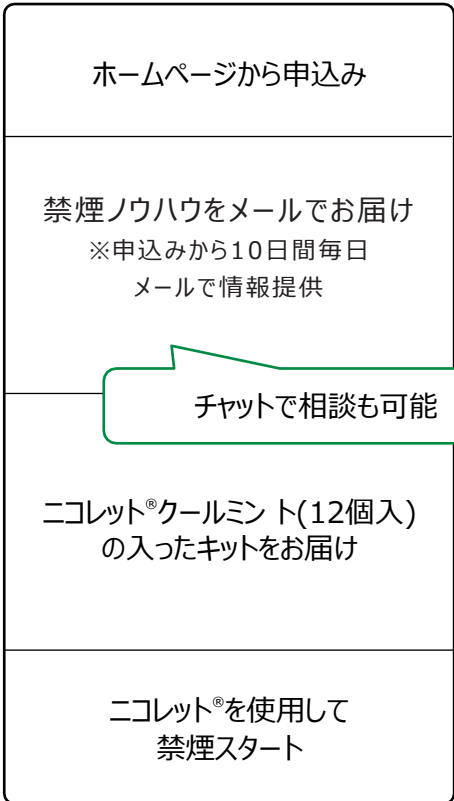 ホームページから申込み
禁煙ノウハウをメールでお届け
※申込みから10日間毎日
メールで情報提供
チャットで相談も可能
ニコレット®クールミント(12個入)
の入ったキットをお届け
ニコレット®を使用して
禁煙スタート